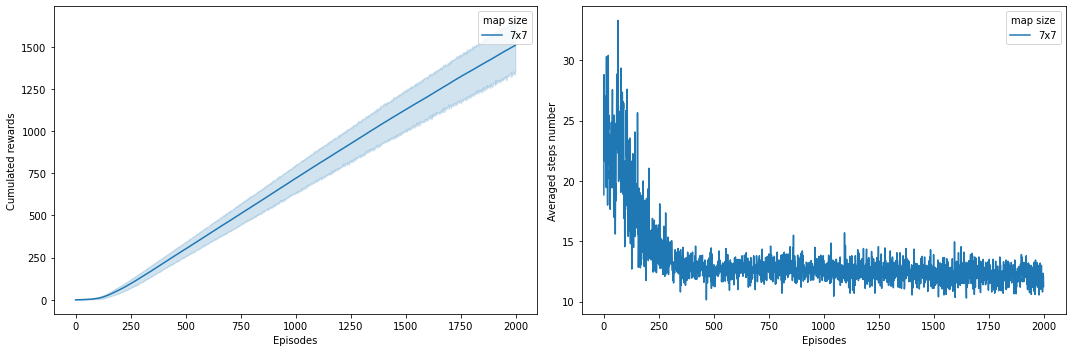 map size
7x7
1500
1250
1000
750
500
250
0
Cumulated rewards
0 250 500 750 1000 1250 1500 1750 2000
Episodes
map size
7x7
30
25
20
15
10
Averaged steps number
0 250 500 750 1000 1250 1500 1750 2000
Episodes